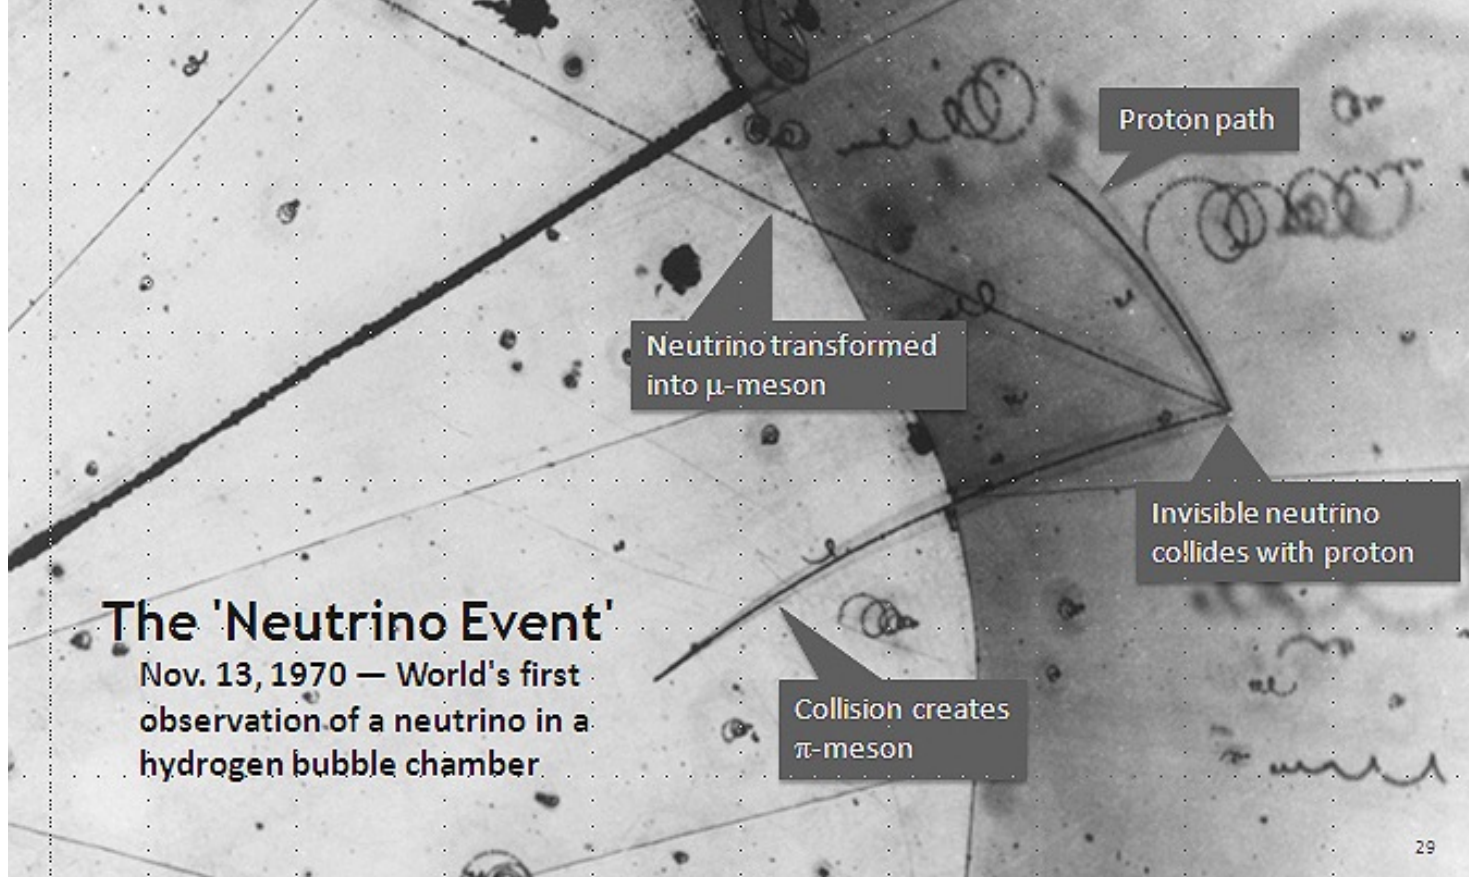 Proton path
Neutrino transformed
into μ-meson
Invisible neutrino
collides with proton
The 'Neutrino Event'
Nov. 13, 1970 — World's first
observation of a neutrino in a
hydrogen bubble chamber
Collision creates
π-meson
29